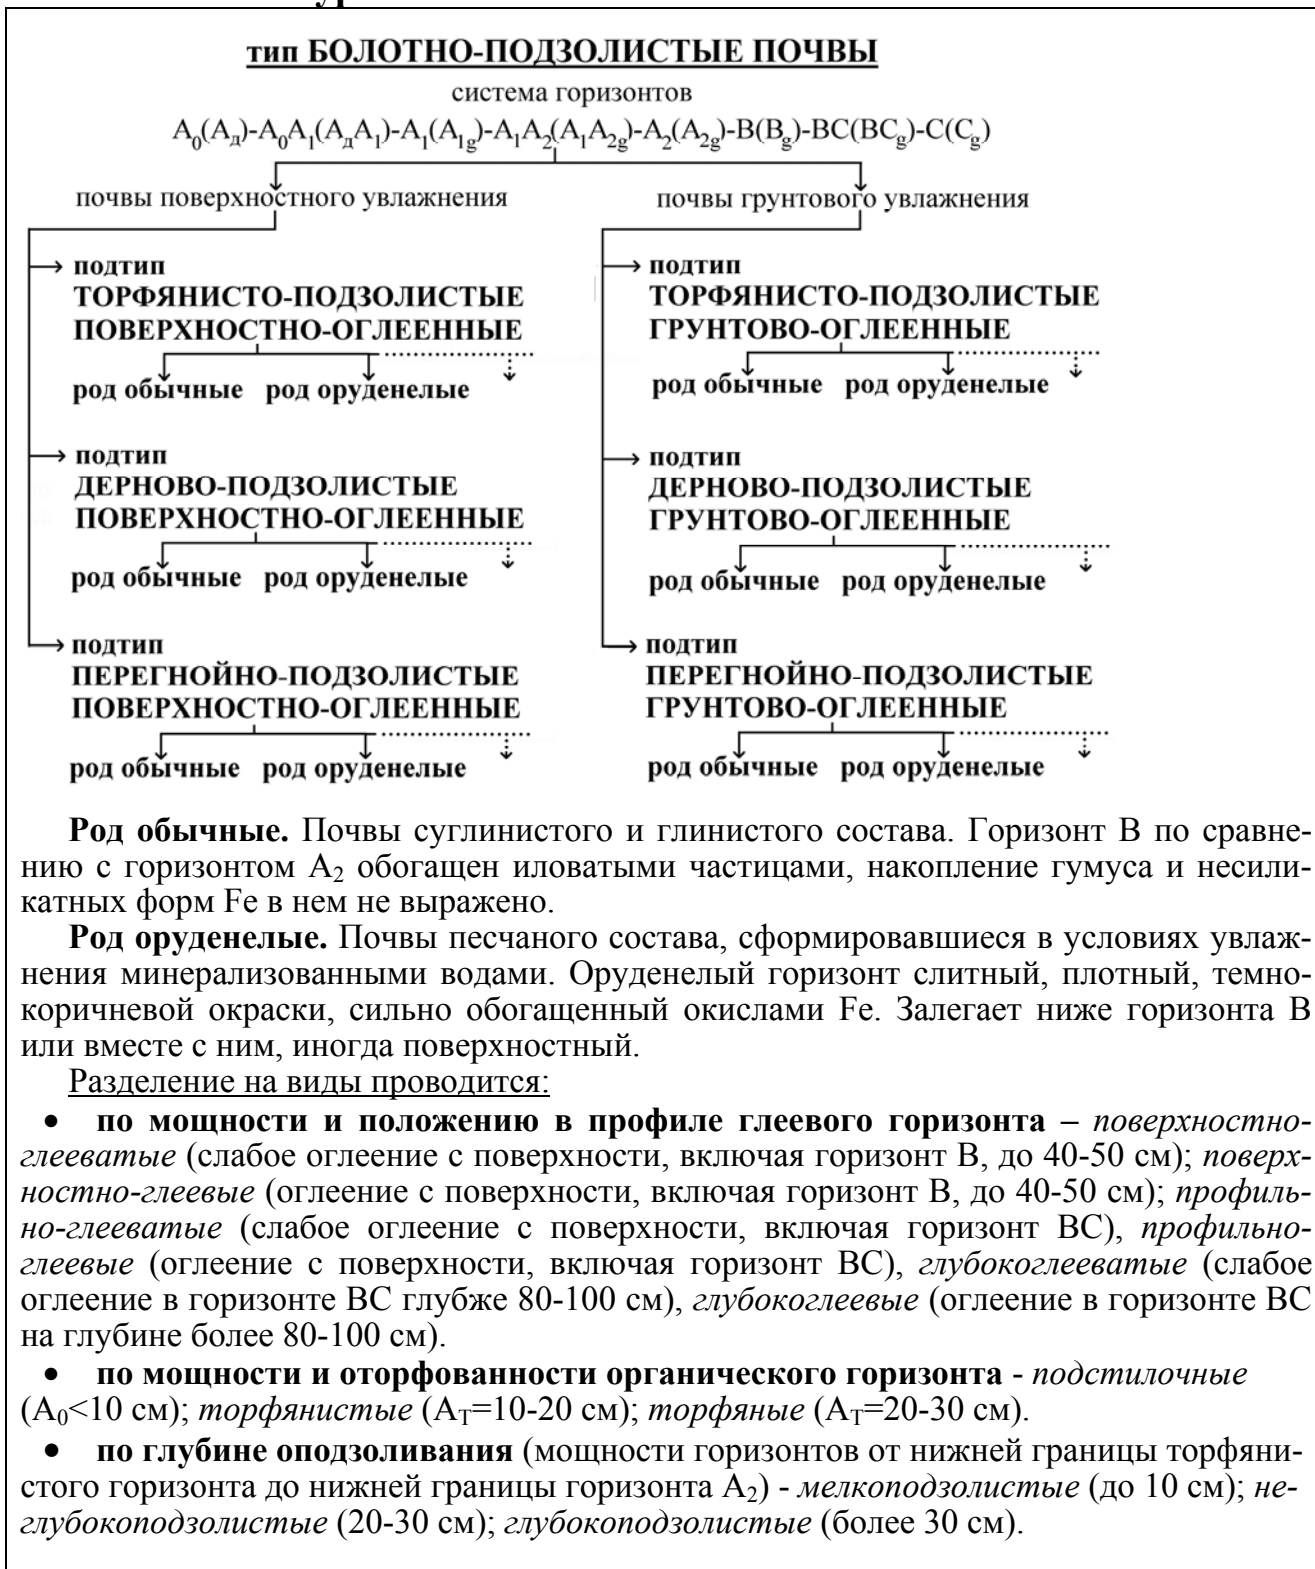 тип БОЛОТНО-ПОДЗОЛИСТЫЕ ПОЧВЫ
система горизонтов
A₀(Aд)-A₀A₁(AдA₁)-A₁(A₁g)-A₁A₂(A₁A₂g)-A₂(A₂g)-B(Bg)-BC(BCg)-C(Cg)
почвы поверхностного увлажнения
почвы грунтового увлажнения
подтип
ТОРФЯНИСТО-ПОДЗОЛИСТЫЕ
ПОВЕРХНОСТНО-ОГЛЕЕННЫЕ
род обычные род оруденелые
подтип
ТОРФЯНИСТО-ПОДЗОЛИСТЫЕ
ГРУНТОВО-ОГЛЕЕННЫЕ
род обычные род оруденелые
подтип
ДЕРНОВО-ПОДЗОЛИСТЫЕ
ПОВЕРХНОСТНО-ОГЛЕЕННЫЕ
род обычные род оруденелые
подтип
ДЕРНОВО-ПОДЗОЛИСТЫЕ
ГРУНТОВО-ОГЛЕЕННЫЕ
род обычные род оруденелые
подтип
ПЕРЕГНОЙНО-ПОДЗОЛИСТЫЕ
ПОВЕРХНОСТНО-ОГЛЕЕННЫЕ
род обычные род оруденелые
подтип
ПЕРЕГНОЙНО-ПОДЗОЛИСТЫЕ
ГРУНТОВО-ОГЛЕЕННЫЕ
род обычные род оруденелые
Род обычные. Почвы суглинистого и глинистого состава. Горизонт В по сравне-
нию с горизонтом А₂ обогащен иловатыми частицами, накопление гумуса и несили-
катных форм Fe в нем не выражено.
Род оруденелые. Почвы песчаного состава, сформировавшиеся в условиях увлаж-
нения минерализованными водами. Оруденелый горизонт слитный, плотный, темно-
коричневой окраски, сильно обогащенный окислами Fe. Залегает ниже горизонта В
или вместе с ним, иногда поверхностный.
Разделение на виды проводится:
• по мощности и положению в профиле глеевого горизонта – поверхностно-
глееватые (слабое оглеение с поверхности, включая горизонт В, до 40-50 см); поверх-
ностно-глеевые (оглеение с поверхности, включая горизонт В, до 40-50 см); профиль-
но-глееватые (слабое оглеение с поверхности, включая горизонт ВС), профильно-
глеевые (оглеение с поверхности, включая горизонт ВС), глубокоглееватые (слабое
оглеение в горизонте ВС глубже 80-100 см), глубокоглеевые (оглеение в горизонте ВС
на глубине более 80-100 см).
• по мощности и оторфованности органического горизонта - подстилочные
(А₀<10 см); торфянистые (Ат=10-20 см); торфяные (Ат=20-30 см).
• по глубине оподзоливания (мощности горизонтов от нижней границы торфяни-
стого горизонта до нижней границы горизонта А₂) - мелкоподзолистые (до 10 см); не-
глубокоподзолистые (20-30 см); глубокоподзолистые (более 30 см).